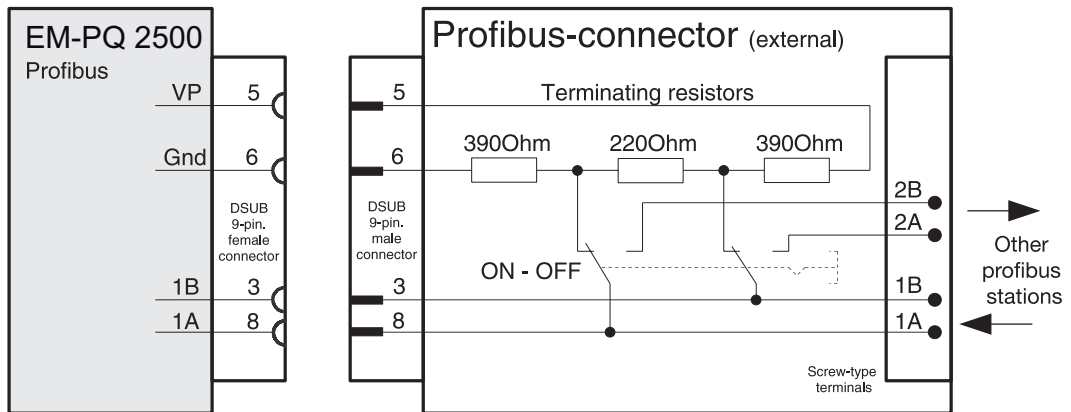 EM-PQ 2500
Profibus
VP 5
Gnd 6
DSUB
9-pin.
female
connector
1B 3
1A 8
Profibus-connector (external)
5 Terminating resistors
390Ohm 220Ohm 390Ohm
6
DSUB
9-pin.
male
connector
ON - OFF
3
8
2B
2A
1B
1A
Screw-type
terminals
Other
profibus
stations